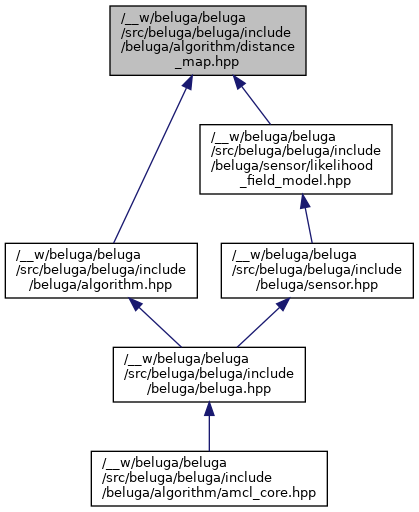 /__w/beluga/beluga
/src/beluga/beluga/include
/beluga/algorithm/distance
_map.hpp
/__w/beluga/beluga
/src/beluga/beluga/include
/beluga/sensor/likelihood
_field_model.hpp
/__w/beluga/beluga
/src/beluga/beluga/include
/beluga/algorithm.hpp
/__w/beluga/beluga
/src/beluga/beluga/include
/beluga/sensor.hpp
/__w/beluga/beluga
/src/beluga/beluga/include
/beluga/beluga.hpp
/__w/beluga/beluga
/src/beluga/beluga/include
/beluga/algorithm/amcl_core.hpp